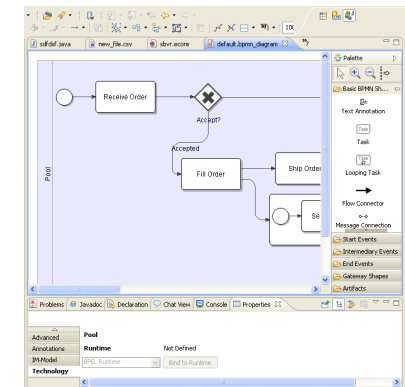 100
sdfdsf.java new_file.csv sbvr.ecore default.bpmn_diagram
Palette
Basic BPMN Sh...
Text Annotation
Task
Task
Task
Looping Task
Flow Connector
Message Connection
Start Events
Intermediary Events
End Events
Gateway Shapes
Artifacts
Pool
Receive Order
Accept?
Accepted
Fill Order
Ship Order
Se
Problems Javadoc Declaration Chat View Console Properties
Advanced
Annotations
IM-Model
Technology
Pool
Runtime Not Defined
BPEL Runtime Bind to Runtime